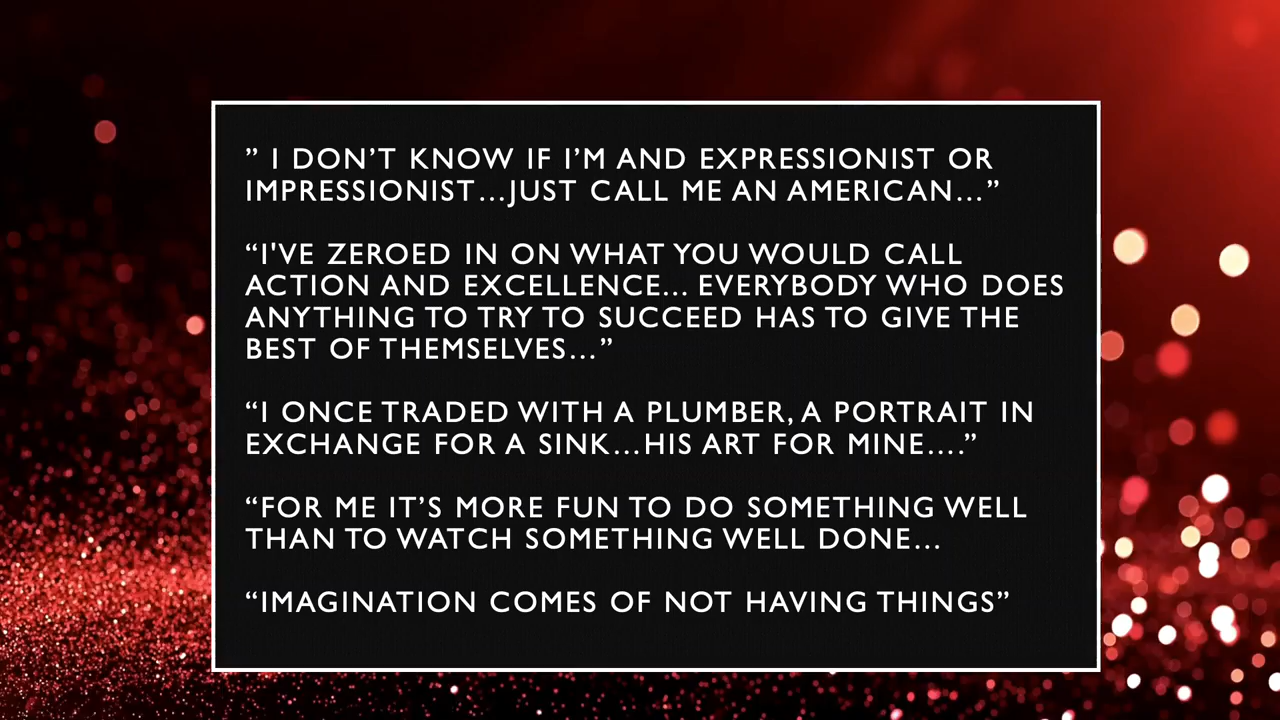 ” I DON’T KNOW IF I’M AND EXPRESSIONIST OR
IMPRESSIONIST…JUST CALL ME AN AMERICAN…”
“I'VE ZEROED IN ON WHAT YOU WOULD CALL
ACTION AND EXCELLENCE… EVERYBODY WHO DOES
ANYTHING TO TRY TO SUCCEED HAS TO GIVE THE
BEST OF THEMSELVES…”
“I ONCE TRADED WITH A PLUMBER, A PORTRAIT IN
EXCHANGE FOR A SINK…HIS ART FOR MINE….”
“FOR ME IT’S MORE FUN TO DO SOMETHING WELL
THAN TO WATCH SOMETHING WELL DONE…
“IMAGINATION COMES OF NOT HAVING THINGS”